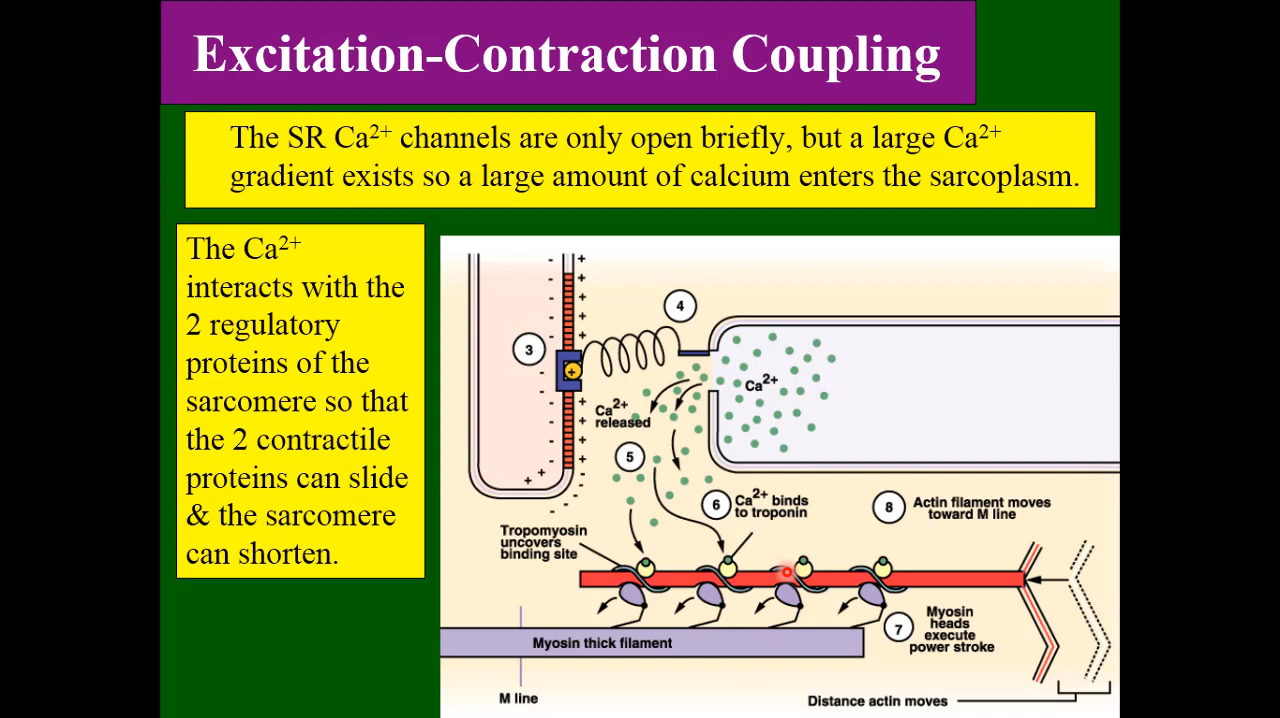 Excitation-Contraction Coupling
The SR Ca²⁺ channels are only open briefly, but a large Ca²⁺
gradient exists so a large amount of calcium enters the sarcoplasm.
The Ca²⁺
interacts with the
2 regulatory
proteins of the
sarcomere so that
the 2 contractile
proteins can slide
& the sarcomere
can shorten.
4
3
+
Ca²⁺
Ca²⁺
released
5
6
Ca²⁺ binds
to troponin
8
Actin filament moves
toward M line
Tropomyosin
uncovers
binding site
7
Myosin
heads
execute
power stroke
Myosin thick filament
M line
Distance actin moves